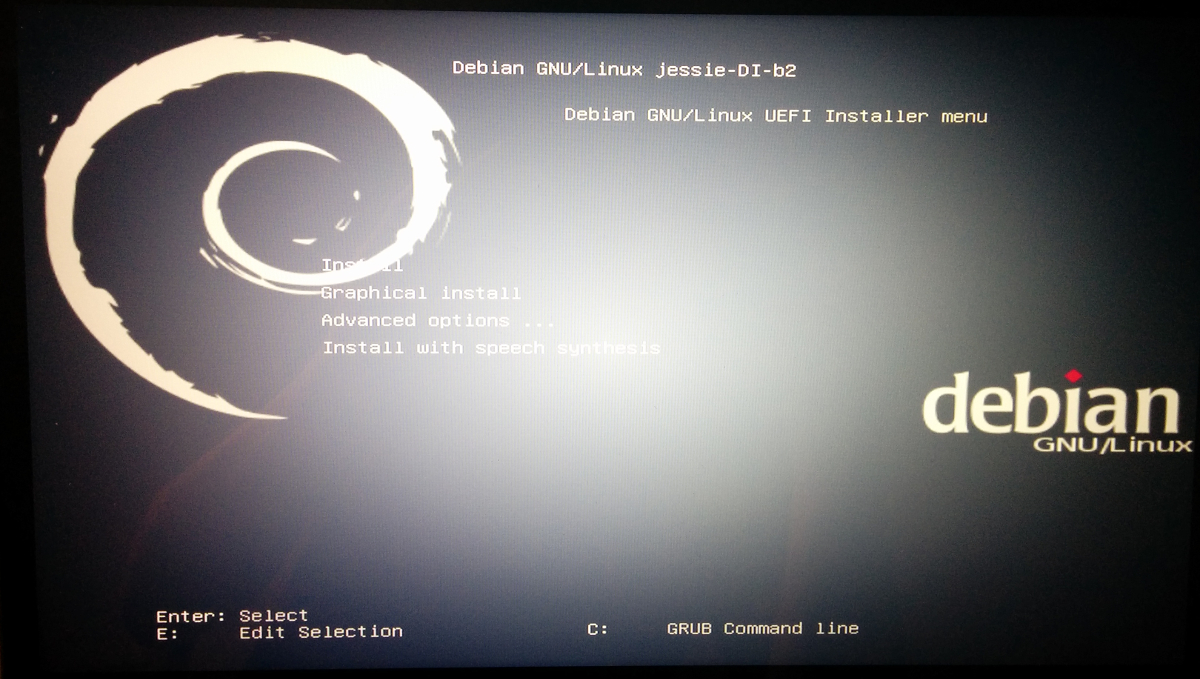 Debian GNU/Linux jessie-DI-b2
Debian GNU/Linux UEFI Installer menu
Install
Graphical install
Advanced options ...
Install with speech synthesis
debian
GNU/Linux
Enter: Select
E: Edit Selection
C: GRUB Command line